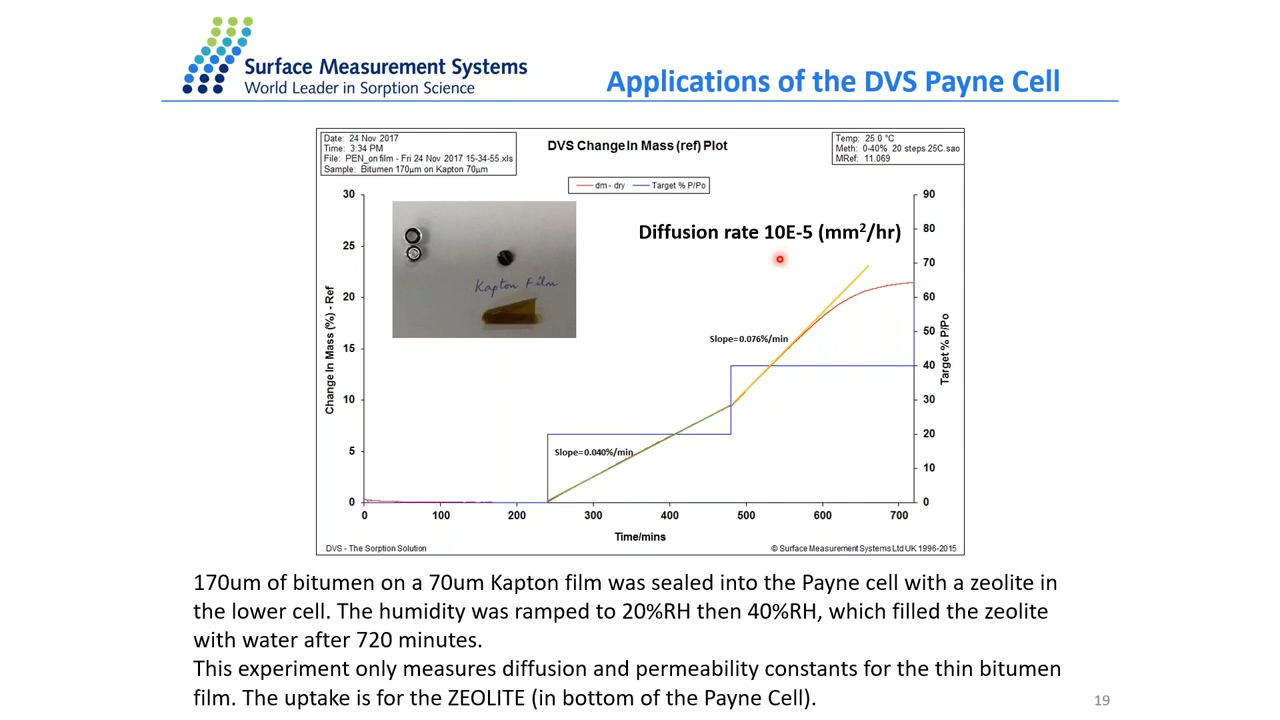 Surface Measurement Systems
World Leader in Sorption Science
Applications of the DVS Payne Cell
Date: 24 Nov 2017
Time: 3:34 PM
File: PEN_on film - Fri 24 Nov 2017 15-34-55.xls
Sample: Bitumen 170µm on Kapton 70µm
DVS Change In Mass (ref) Plot
Temp: 25.0 °C
Meth: 0-40% 20 steps 25C.sao
MRef: 11.069
dm - dry
Target % P/Po
30
25
20
15
10
5
0
Change In Mass (%) - Ref
Kapton Film
Diffusion rate 10E-5 (mm²/hr)
Slope=0.076%/min
Slope=0.040%/min
90
80
70
60
50
40
30
20
10
0
Target % P/Po
0 100 200 300 400 500 600 700
Time/mins
DVS - The Sorption Solution
© Surface Measurement Systems Ltd UK 1996-2015
170um of bitumen on a 70um Kapton film was sealed into the Payne cell with a zeolite in
the lower cell. The humidity was ramped to 20%RH then 40%RH, which filled the zeolite
with water after 720 minutes.
This experiment only measures diffusion and permeability constants for the thin bitumen
film. The uptake is for the ZEOLITE (in bottom of the Payne Cell).
19